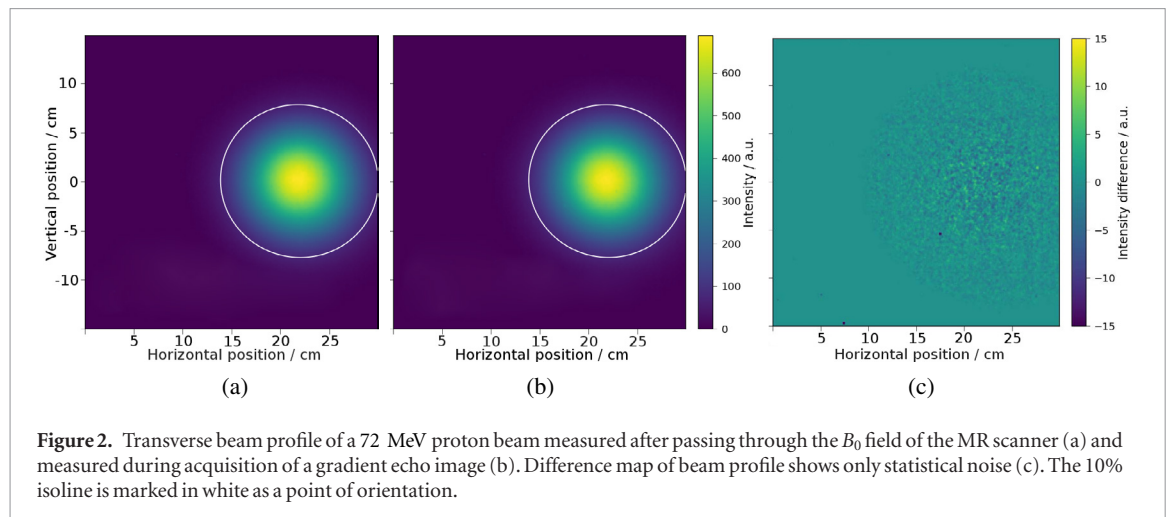 10
5
0
-5
-10
Vertical position / cm
5 10 15 20 25
Horizontal position / cm
(a)
5 10 15 20 25
Horizontal position / cm
(b)
600
500
400
300
200
100
0
Intensity / a.u.
5 10 15 20 25
Horizontal position / cm
(c)
15
10
5
0
−5
−10
−15
Intensity difference / a.u.
Figure 2. Transverse beam profile of a 72 MeV proton beam measured after passing through the B₀ field of the MR scanner (a) and
measured during acquisition of a gradient echo image (b). Difference map of beam profile shows only statistical noise (c). The 10%
isoline is marked in white as a point of orientation.